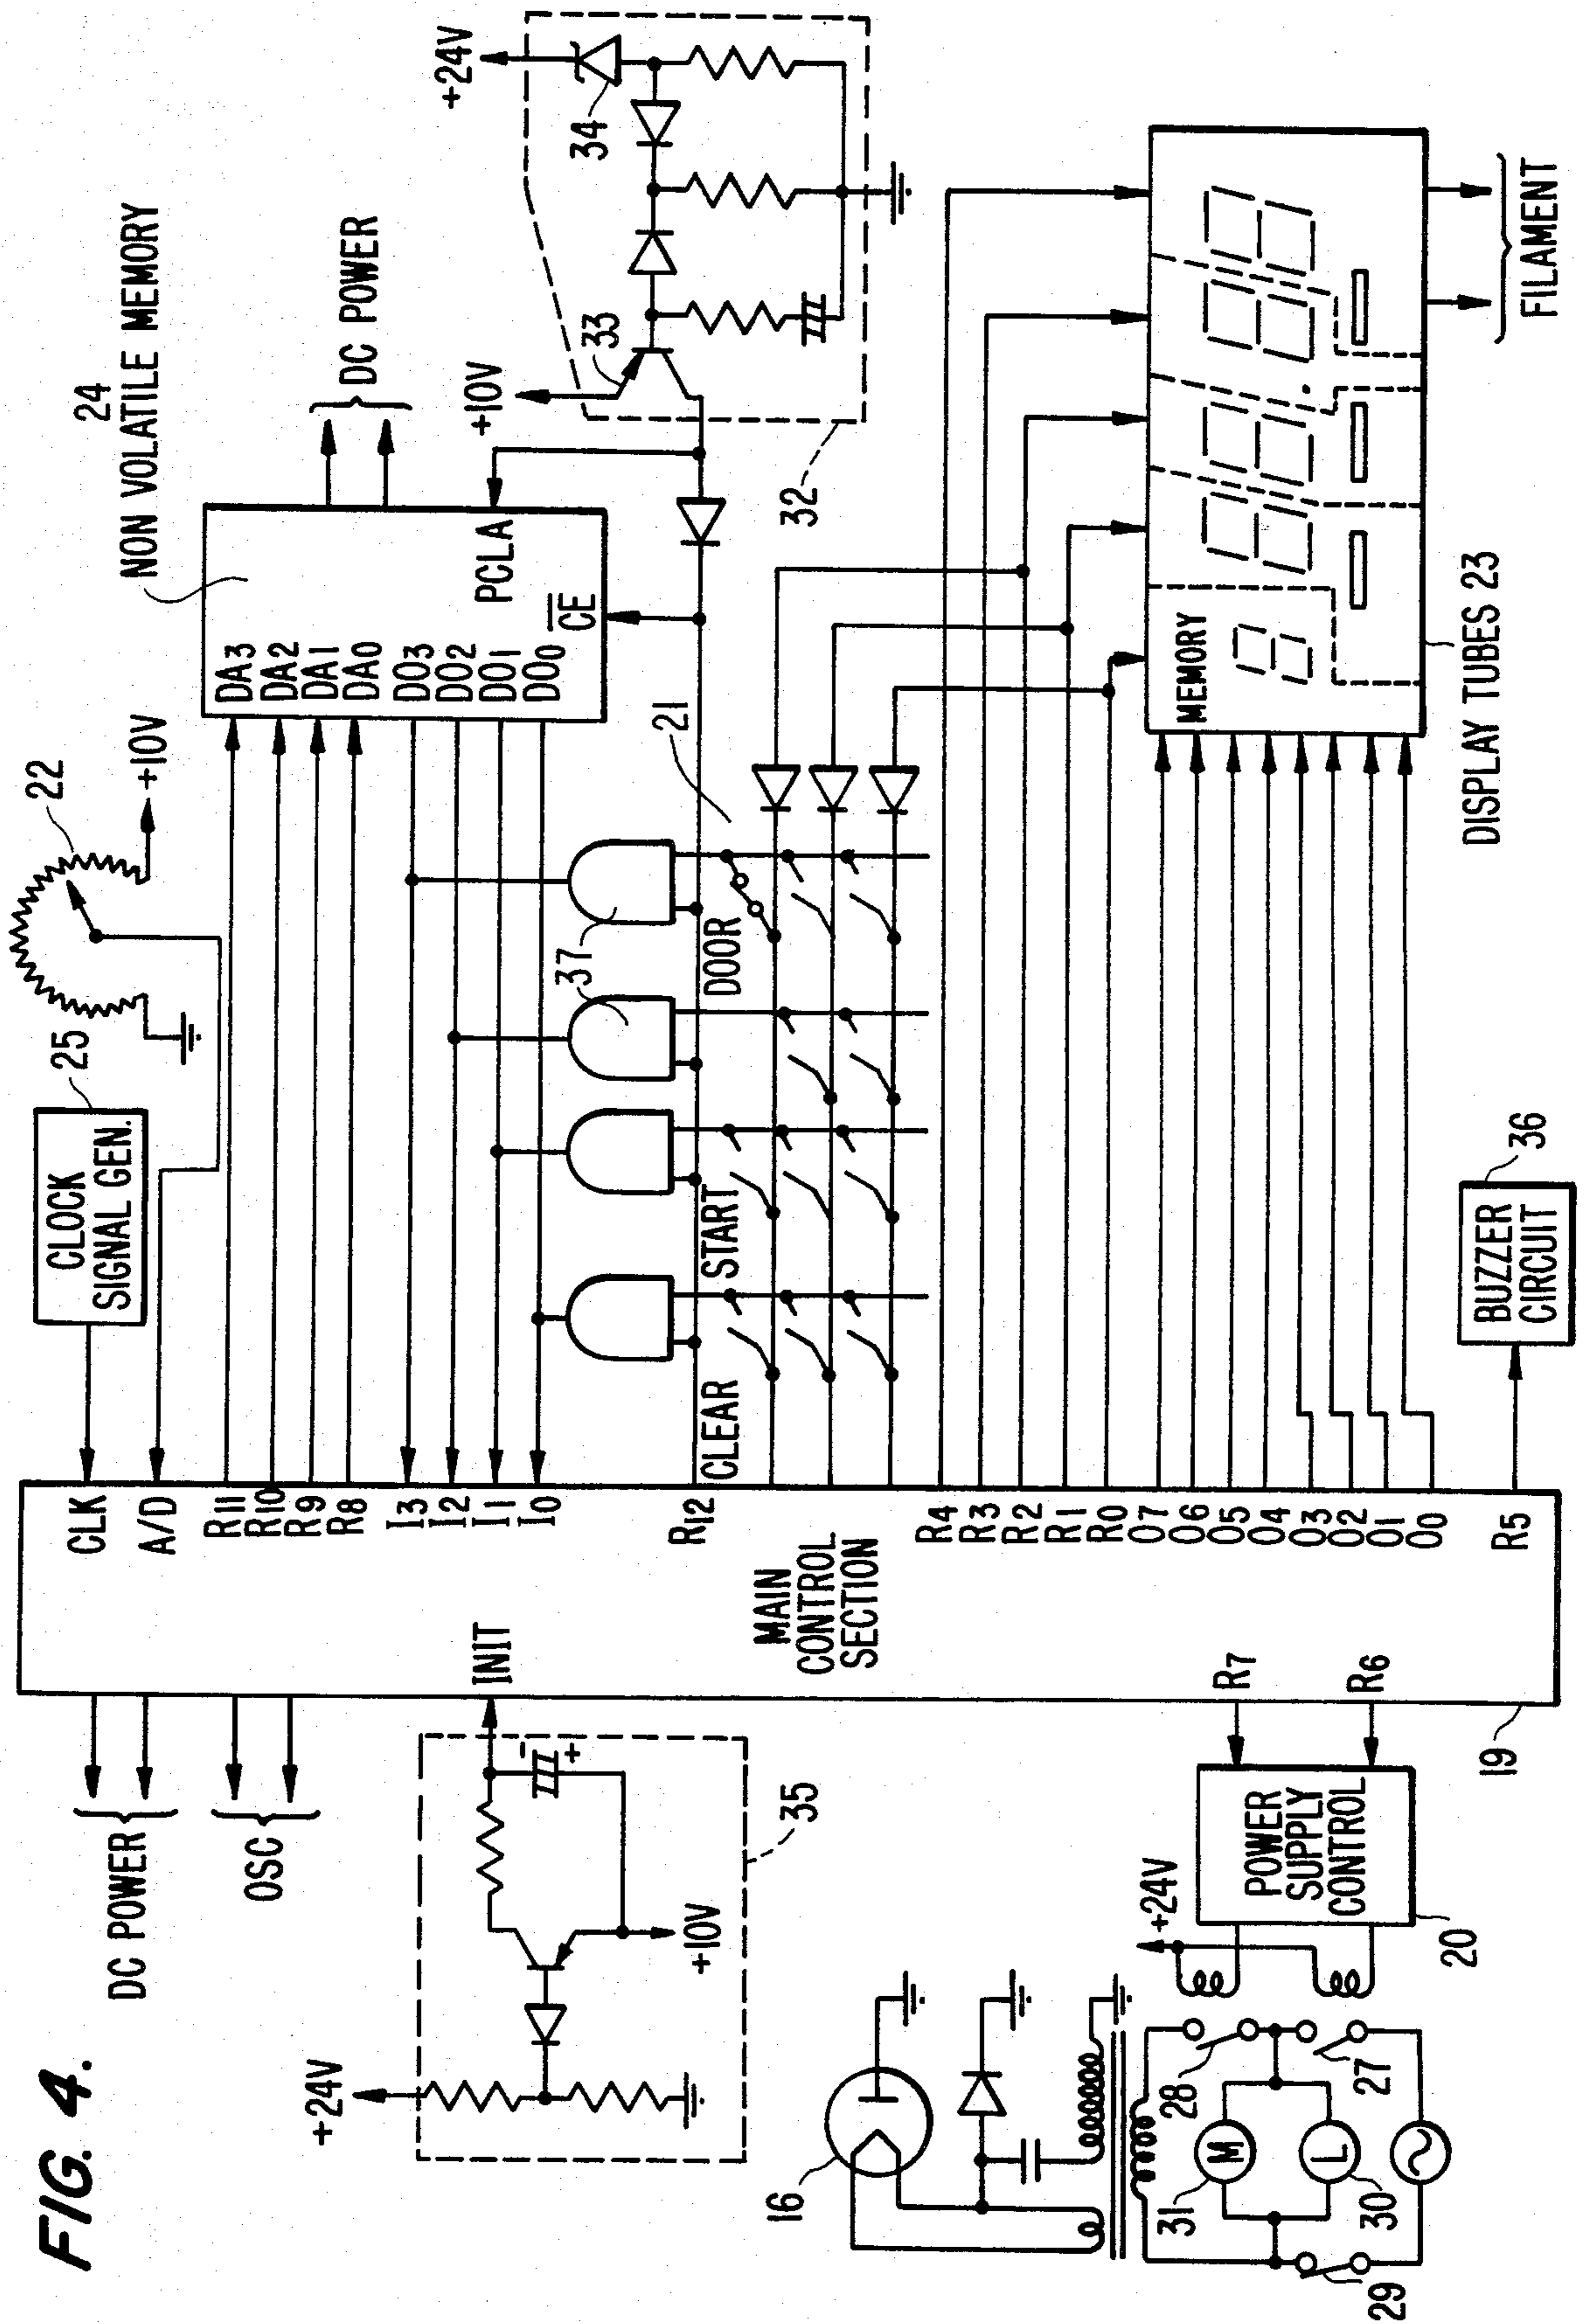 FIG. 4.
DC POWER
OSC
CLOCK
SIGNAL GEN.
25
22
+10V
24
NON VOLATILE MEMORY
DC POWER
DA3
DA2
DA1
DA0
DO3
DO2
DO1
DO0
PCLA
CE
+24V
34
33
+10V
32
CLK
A/D
R11
R10
R9
R8
I3
I2
I1
I0
R12
R4
R3
R2
R1
R0
O7
O6
O5
O4
O3
O2
O1
O0
R5
INIT
MAIN
CONTROL
SECTION
R7
R6
19
+24V
+10V
35
37
21
CLEAR
START
DOOR
MEMORY
DISPLAY TUBES 23
FILAMENT
BUZZER
CIRCUIT
36
POWER
SUPPLY
CONTROL
20
+24V
16
28
27
M
31
L
30
29
- +